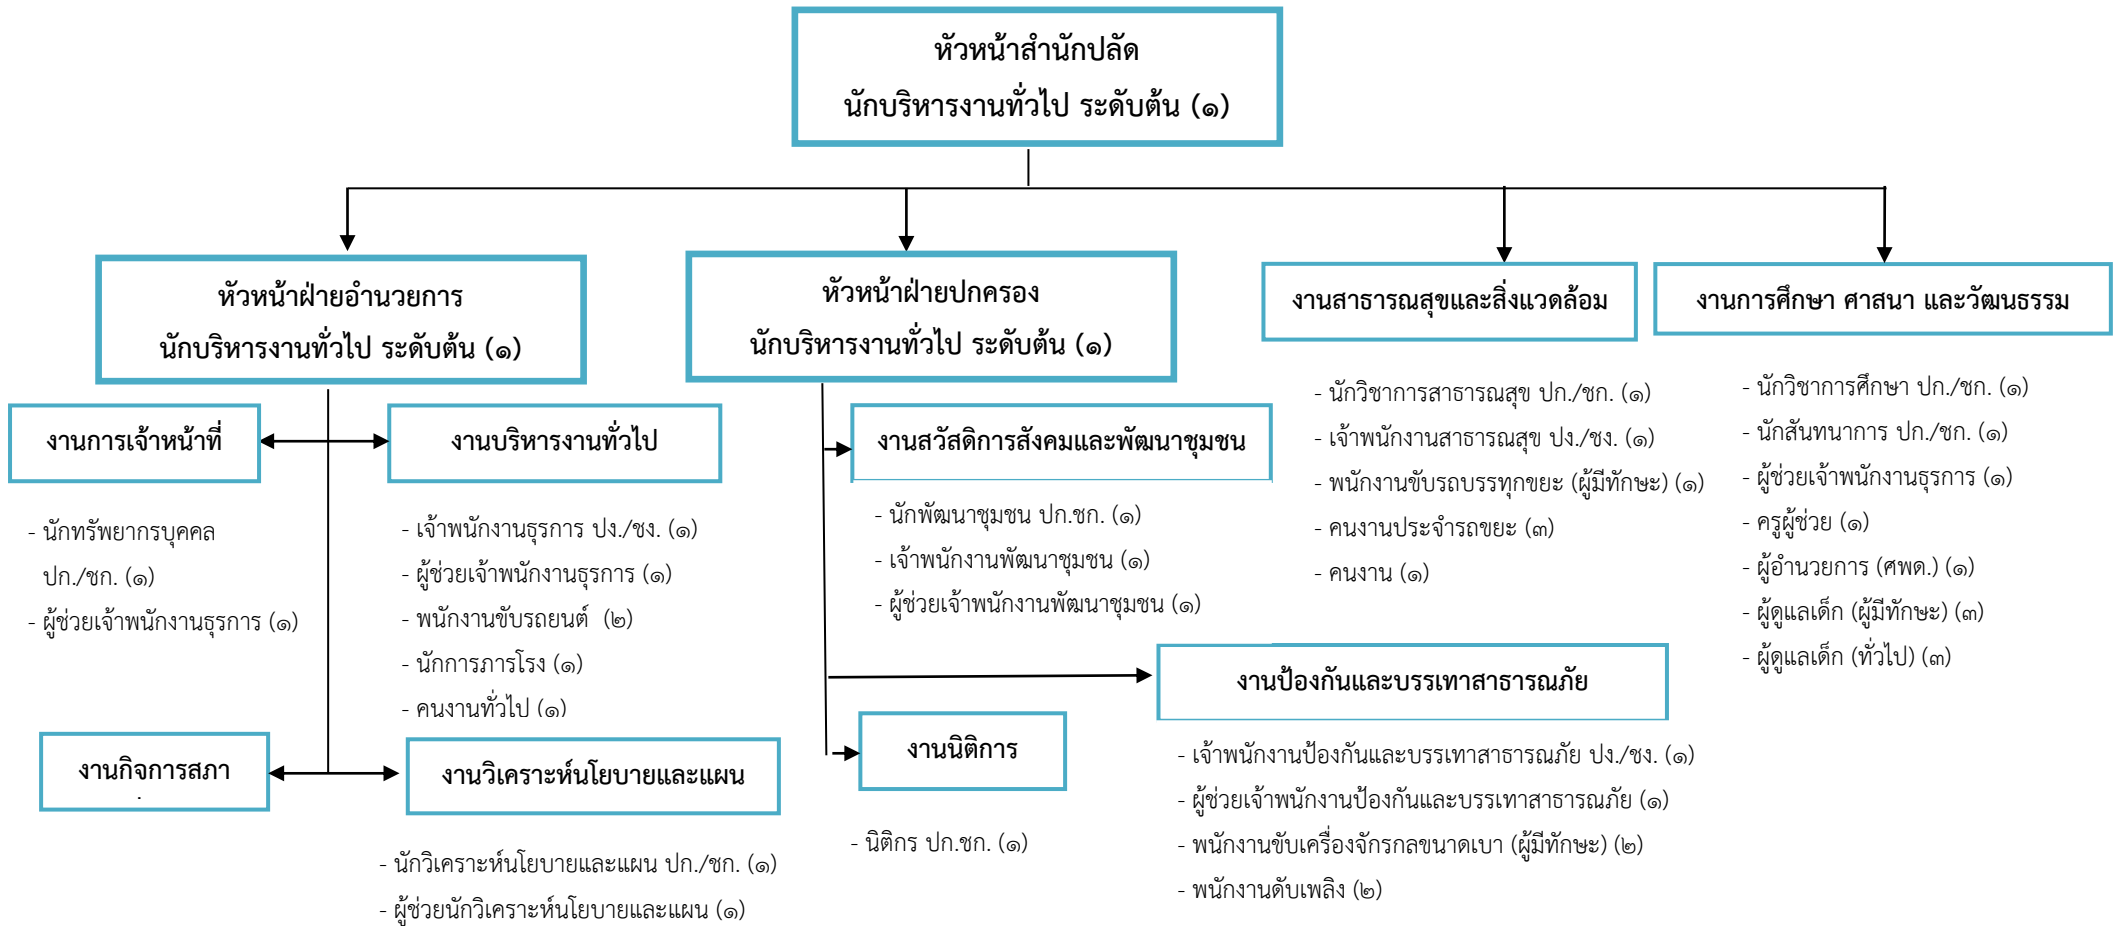 หัวหน้าสำนักปลัด
นักบริหารงานทั่วไป ระดับต้น (๑)
หัวหน้าฝ่ายอำนวยการ
นักบริหารงานทั่วไป ระดับต้น (๑)
หัวหน้าฝ่ายปกครอง
นักบริหารงานทั่วไป ระดับต้น (๑)
งานสาธารณสุขและสิ่งแวดล้อม
งานการศึกษา ศาสนา และวัฒนธรรม
งานการเจ้าหน้าที่
- นักทรัพยากรบุคคล
ปก./ชก. (๑)
- ผู้ช่วยเจ้าพนักงานธุรการ (๑)
งานบริหารงานทั่วไป
- เจ้าพนักงานธุรการ ปง./ชง. (๑)
- ผู้ช่วยเจ้าพนักงานธุรการ (๑)
- พนักงานขับรถยนต์ (๒)
- นักการภารโรง (๑)
- คนงานทั่วไป (๑)
งานกิจการสภา
งานวิเคราะห์นโยบายและแผน
- นักวิเคราะห์นโยบายและแผน ปก./ชก. (๑)
- ผู้ช่วยนักวิเคราะห์นโยบายและแผน (๑)
งานสวัสดิการสังคมและพัฒนาชุมชน
- นักพัฒนาชุมชน ปก.ชก. (๑)
- เจ้าพนักงานพัฒนาชุมชน (๑)
- ผู้ช่วยเจ้าพนักงานพัฒนาชุมชน (๑)
งานป้องกันและบรรเทาสาธารณภัย
- เจ้าพนักงานป้องกันและบรรเทาสาธารณภัย ปง./ชง. (๑)
- ผู้ช่วยเจ้าพนักงานป้องกันและบรรเทาสาธารณภัย (๑)
- พนักงานขับเครื่องจักรกลขนาดเบา (ผู้มีทักษะ) (๒)
- พนักงานดับเพลิง (๒)
งานนิติการ
- นิติกร ปก.ชก. (๑)
- นักวิชาการสาธารณสุข ปก./ชก. (๑)
- เจ้าพนักงานสาธารณสุข ปง./ชง. (๑)
- พนักงานขับรถบรรทุกขยะ (ผู้มีทักษะ) (๑)
- คนงานประจำรถขยะ (๓)
- คนงาน (๑)
- นักวิชาการศึกษา ปก./ชก. (๑)
- นักสันทนาการ ปก./ชก. (๑)
- ผู้ช่วยเจ้าพนักงานธุรการ (๑)
- ครูผู้ช่วย (๑)
- ผู้อำนวยการ (ศพด.) (๑)
- ผู้ดูแลเด็ก (ผู้มีทักษะ) (๓)
- ผู้ดูแลเด็ก (ทั่วไป) (๓)